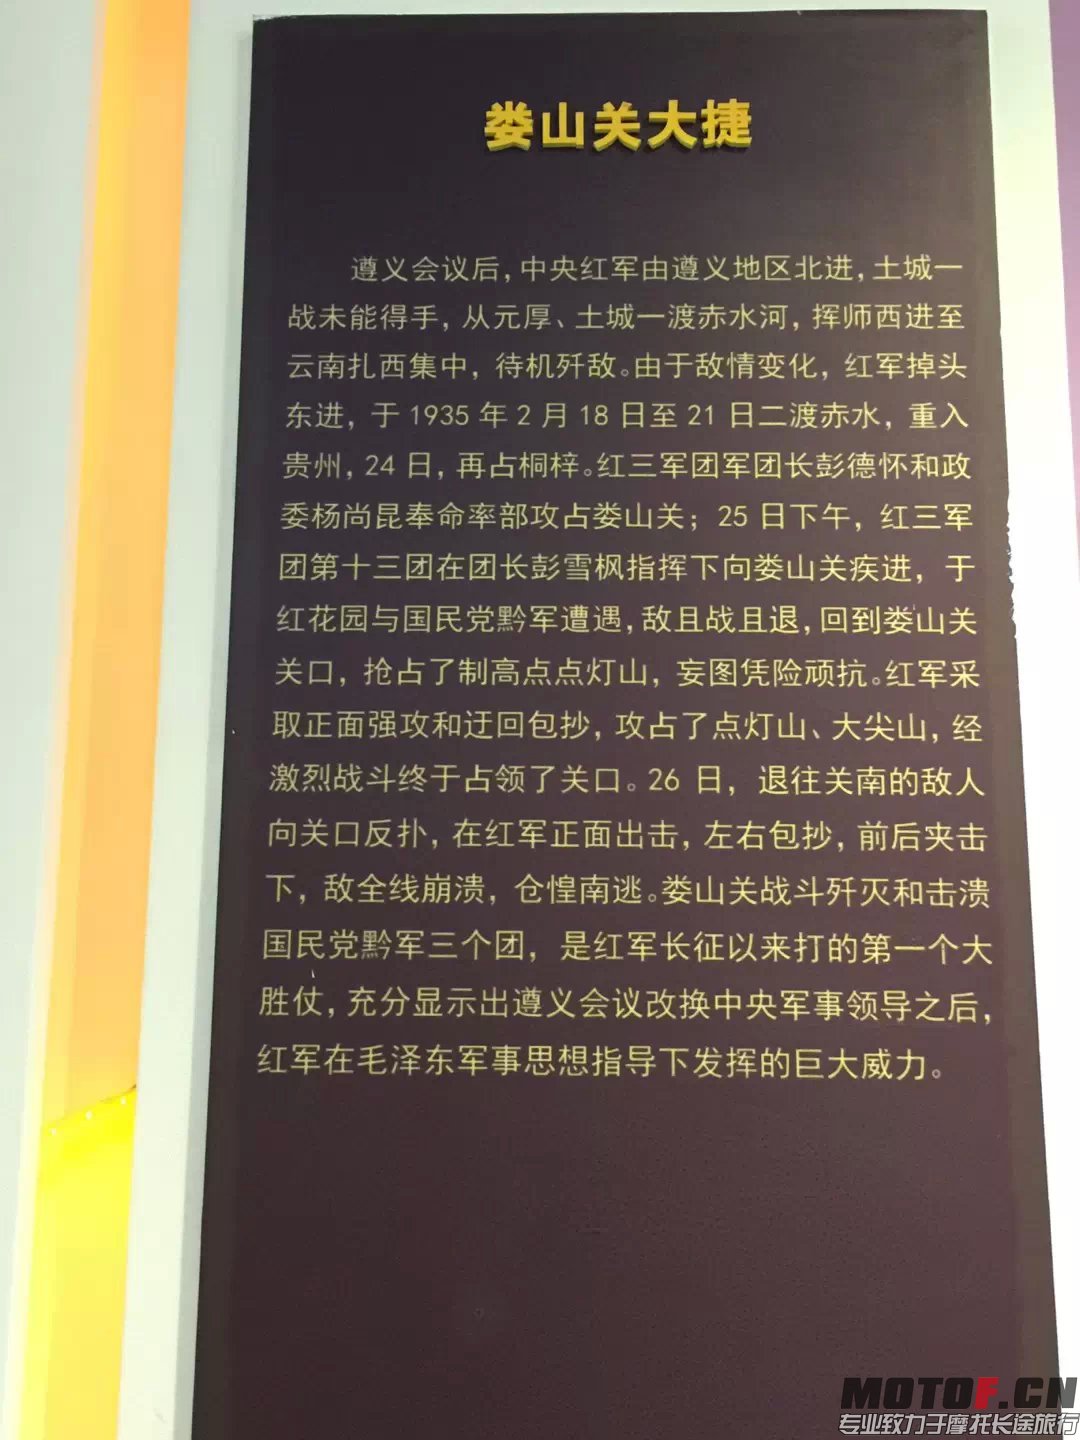 娄山关大捷
遵义会议后，中央红军由遵义地区北进，土城一
战未能得手，从元厚、土城一渡赤水河，挥师西进至
云南扎西集中，待机歼敌。由于敌情变化，红军掉头
东进，于1935年2月18日至21日二渡赤水，重入
贵州，24日，再占桐梓。红三军团军团长彭德怀和政
委杨尚昆奉命率部攻占娄山关；25日下午，红三军
团第十三团在团长彭雪枫指挥下向娄山关疾进，于
红花园与国民党黔军遭遇，敌且战且退，回到娄山关
关口，抢占了制高点点灯山，妄图凭险顽抗。红军采
取正面强攻和迂回包抄，攻占了点灯山、大尖山，经
激烈战斗终于占领了关口。26日，退往关南的敌人
向关口反扑，在红军正面出击，左右包抄，前后夹击
下，敌全线崩溃，仓惶南逃。娄山关战斗歼灭和击溃
国民党黔军三个团，是红军长征以来打的第一个大
胜仗，充分显示出遵义会议改换中央军事领导之后，
红军在毛泽东军事思想指导下发挥的巨大威力。
MOTOF.CN
专业致力于摩托长途旅行